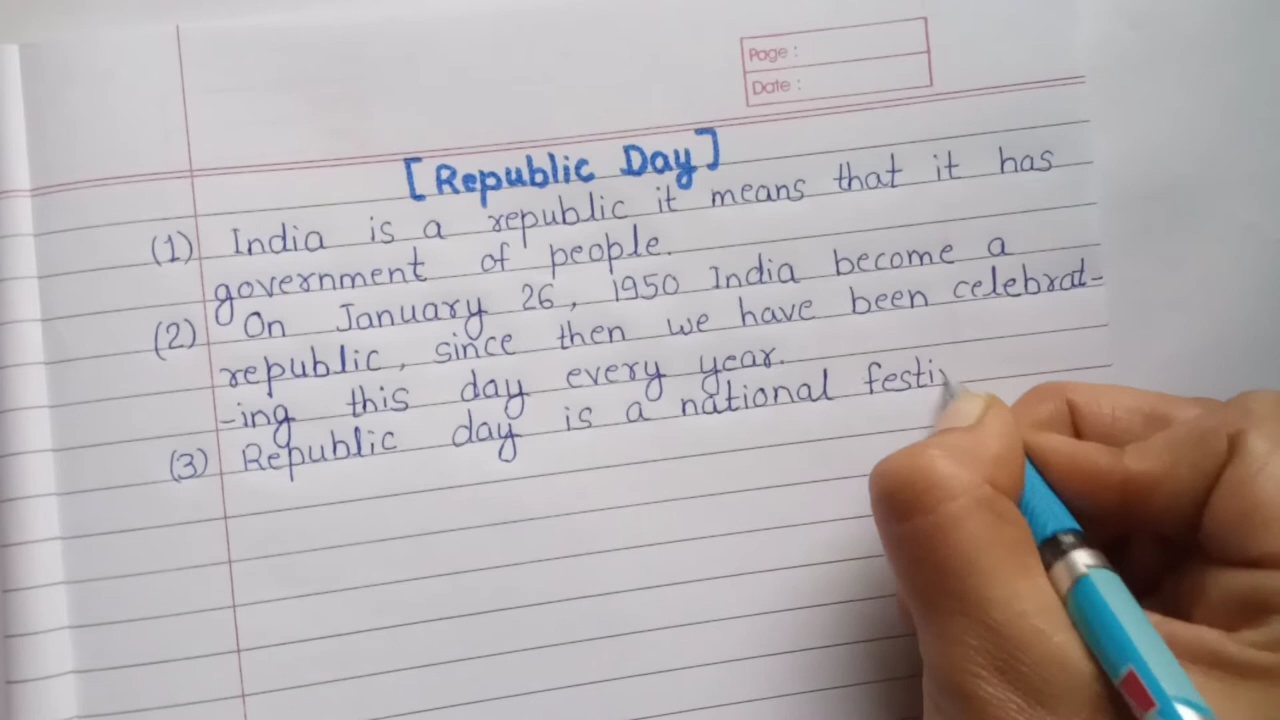 Page :
Date :
[Republic Day]
(1) India is a republic it means that it has
government of people.
(2) On January 26, 1950 India become a
republic, since then we have been celebrat-
-ing this day every year.
(3) Republic day is a national festi